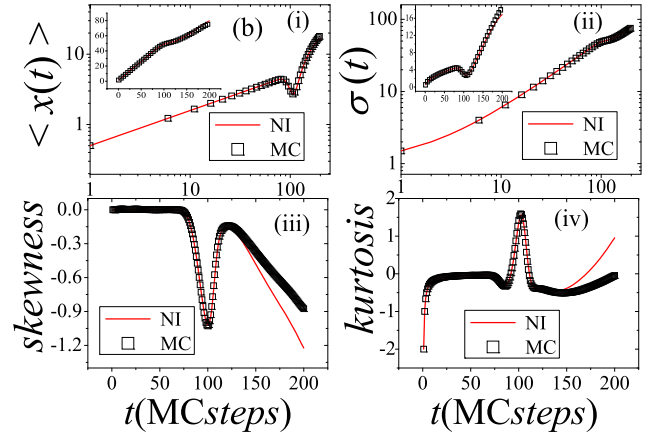 < x(t) >
(b)
(i)
10
1
80
60
40
20
0
0 50 100 150 200
NI
MC
1 10 100
σ(t)
(ii)
100
10
1
16
12
8
4
0
0 50 100 150 200
NI
MC
1 10 100
skewness
(iii)
0.0
-0.3
-0.6
-0.9
-1.2
NI
MC
0 50 100 150 200
t(MCsteps)
kurtosis
(iv)
2
1
0
-1
-2
NI
MC
0 50 100 150 200
t(MCsteps)